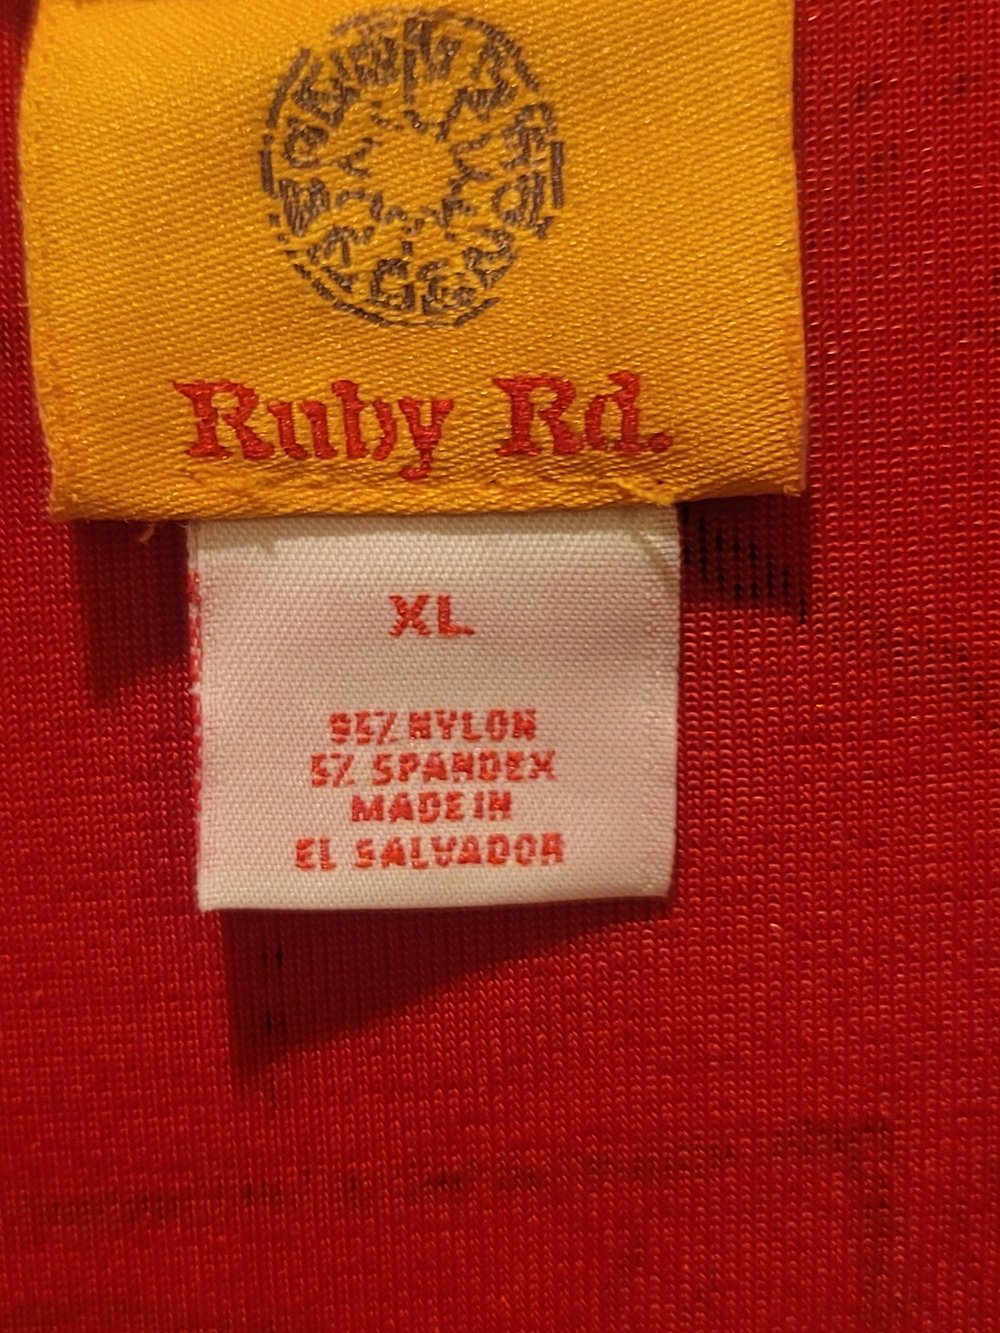 Ruby Rd.
XL
95% NYLON
5% SPANDEX
MADE IN
EL SALVADOR